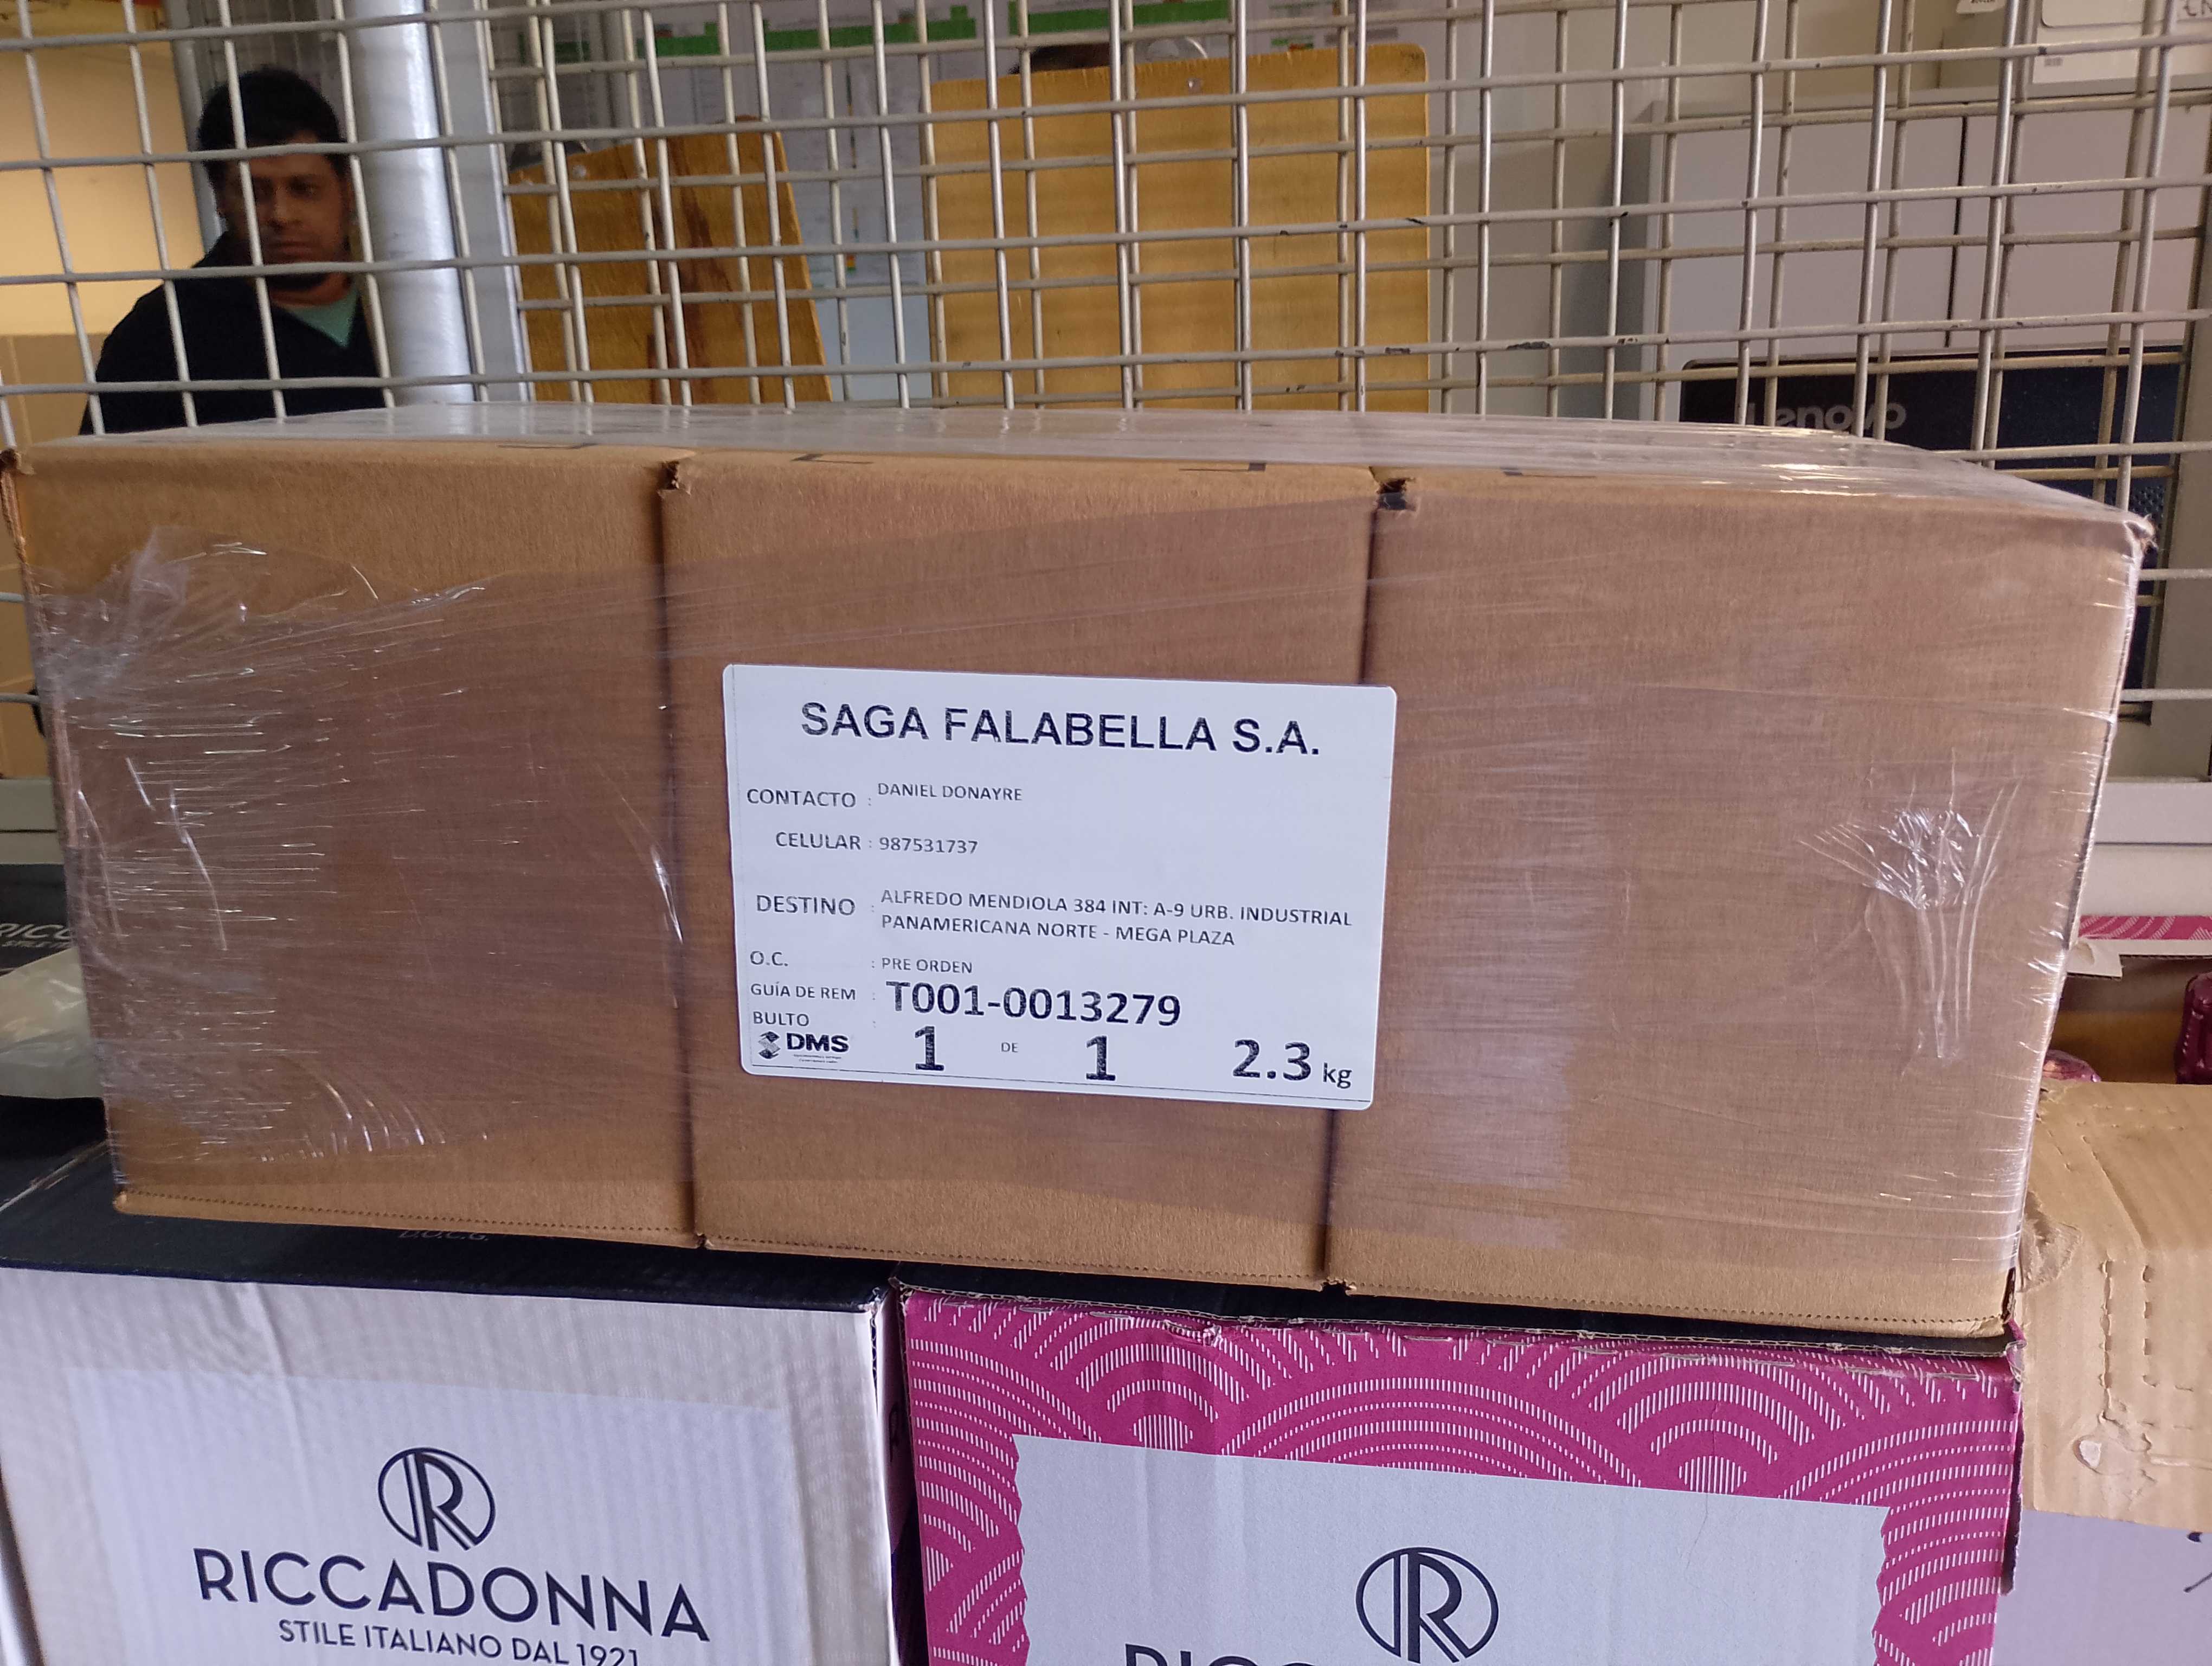 Lenovo
SAGA FALABELLA S.A.
CONTACTO : DANIEL DONAYRE
CELULAR : 987531737
DESTINO : ALFREDO MENDIOLA 384 INT: A-9 URB. INDUSTRIAL
PANAMERICANA NORTE - MEGA PLAZA
O.C. : PRE ORDEN
GUÍA DE REM : T001-0013279
BULTO :
DMS 1 DE 1 2.3 kg
D.O.C.G.
RICCADONNA
STILE ITALIANO DAL 1921